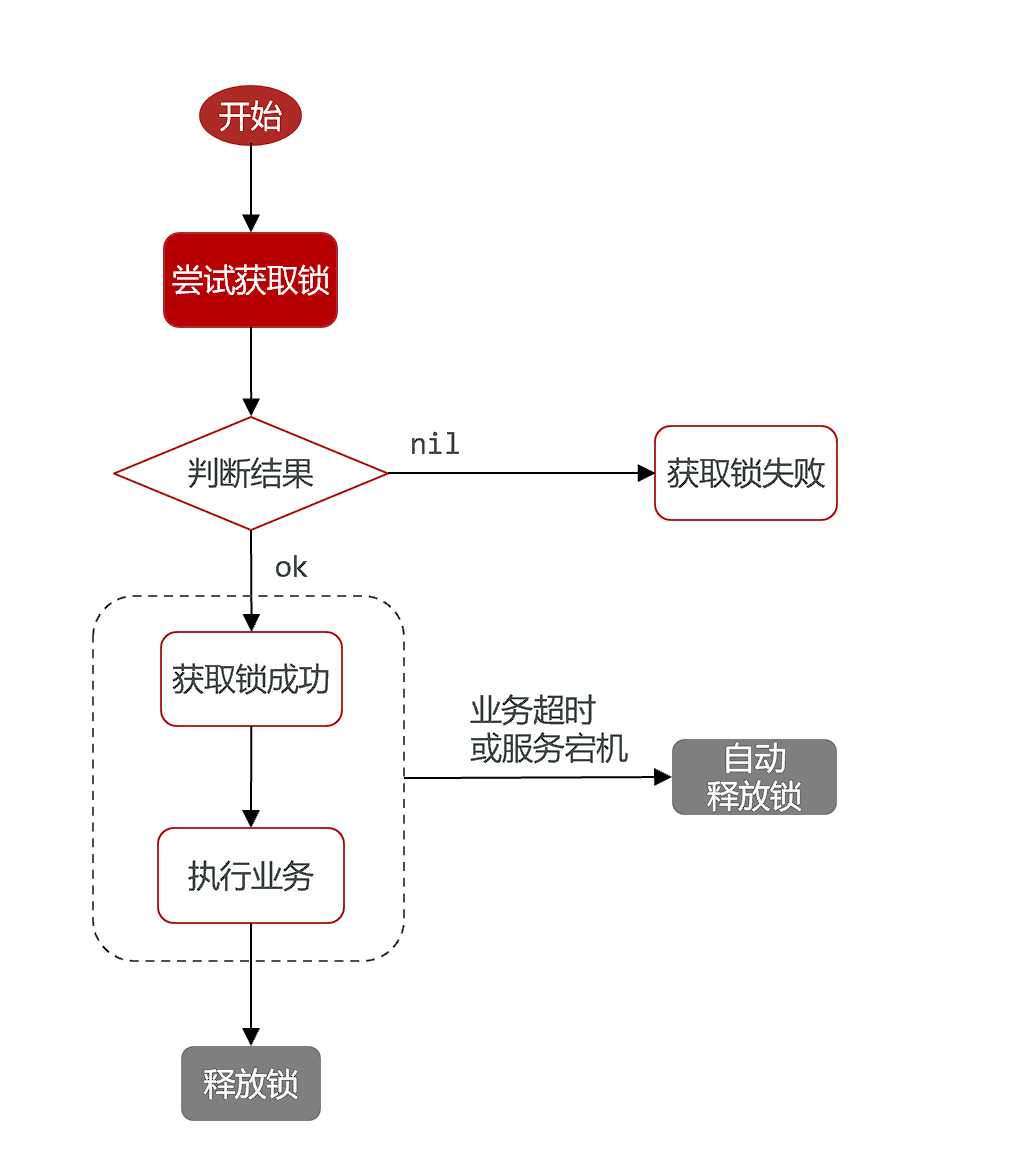 开始
尝试获取锁
判断结果
nil
获取锁失败
ok
获取锁成功
业务超时
或服务宕机
自动
释放锁
执行业务
释放锁